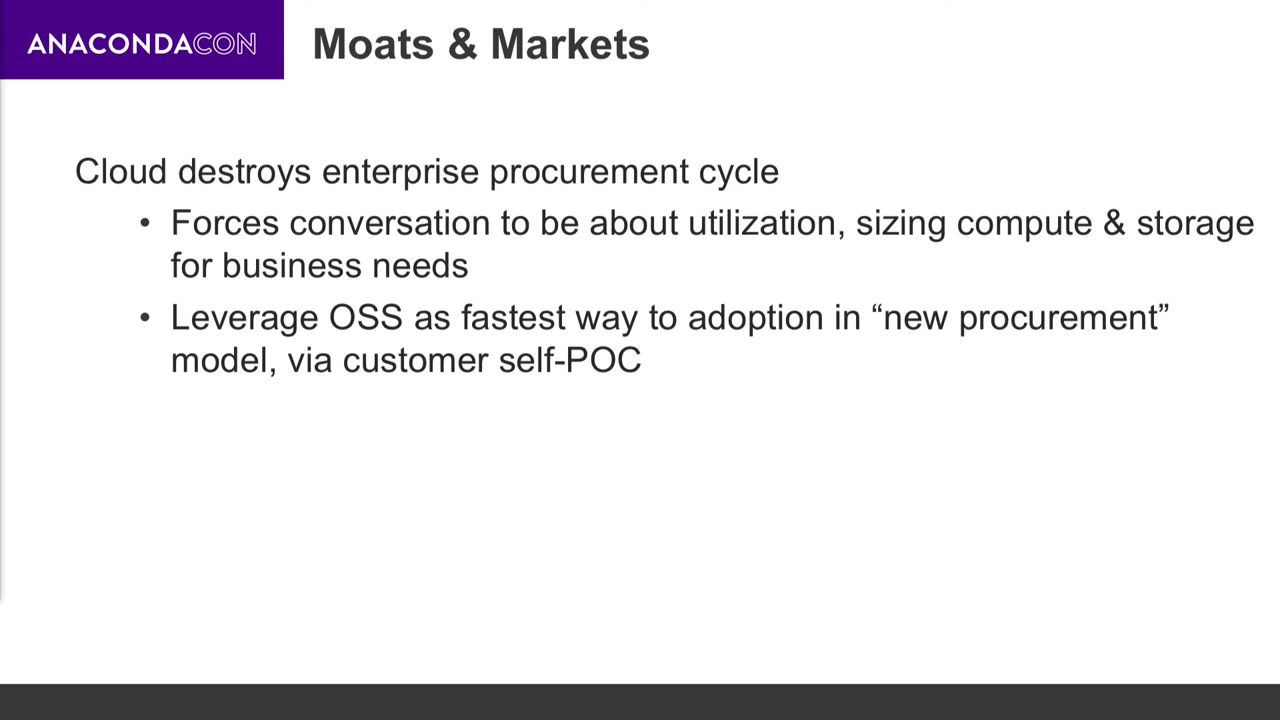 ANACONDACON
Moats & Markets
Cloud destroys enterprise procurement cycle
• Forces conversation to be about utilization, sizing compute & storage
for business needs
• Leverage OSS as fastest way to adoption in “new procurement”
model, via customer self-POC